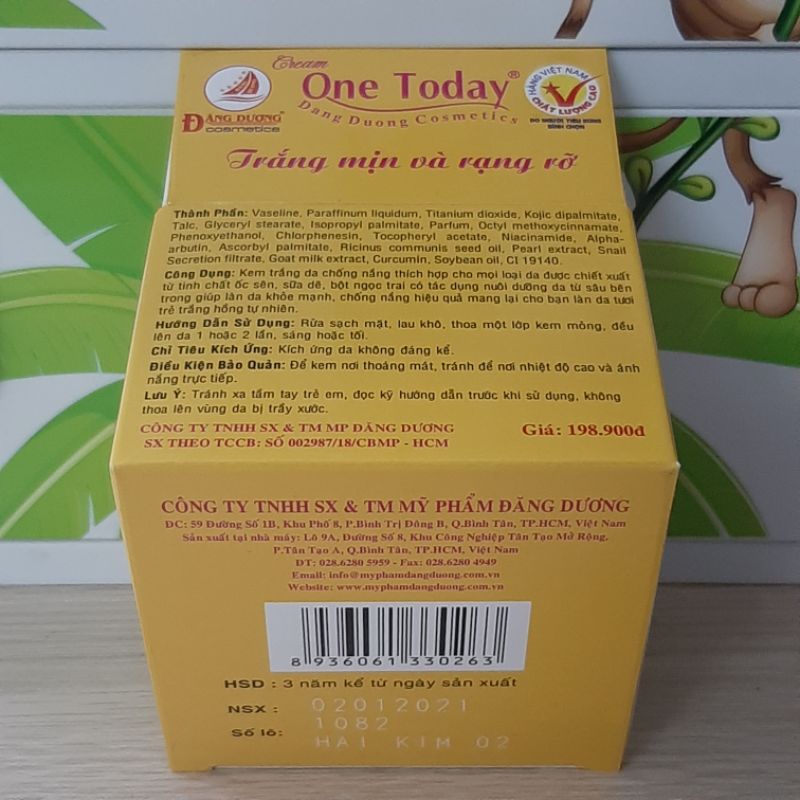 Cream
One Today®
Dang Duong Cosmetics
ĐĂNG DƯƠNG
cosmetics
HÀNG VIỆT NAM
CHẤT LƯỢNG CAO
DO NGƯỜI TIÊU DÙNG
BÌNH CHỌN
Trắng mịn và rạng rỡ
Thành Phần: Vaseline, Paraffinum liquidum, Titanium dioxide, Kojic dipalmitate,
Talc, Glyceryl stearate, Isopropyl palmitate, Parfum, Octyl methoxycinnamate,
Phenoxyethanol, Chlorphenesin, Tocopheryl acetate, Niacinamide, Alpha-
arbutin, Ascorbyl palmitate, Ricinus communis seed oil, Pearl extract, Snail
Secretion filtrate, Goat milk extract, Curcumin, Soybean oil, CI 19140.
Công Dụng: Kem trắng da chống nắng thích hợp cho mọi loại da được chiết xuất
từ tinh chất ốc sên, sữa dê, bột ngọc trai có tác dụng nuôi dưỡng da từ sâu bên
trong giúp làn da khỏe mạnh, chống nắng hiệu quả mang lại cho bạn làn da tươi
trẻ trắng hồng tự nhiên.
Hướng Dẫn Sử Dụng: Rửa sạch mặt, lau khô, thoa một lớp kem mỏng, đều
lên da 1 hoặc 2 lần, sáng hoặc tối.
Chỉ Tiêu Kích Ứng: Kích ứng da không đáng kể.
Điều Kiện Bảo Quản: Để kem nơi thoáng mát, tránh để nơi nhiệt độ cao và ánh
nắng trực tiếp.
Lưu Ý: Tránh xa tầm tay trẻ em, đọc kỹ hướng dẫn trước khi sử dụng, không
thoa lên vùng da bị trầy xước.
CÔNG TY TNHH SX & TM MP ĐĂNG DƯƠNG
SX THEO TCCB: SỐ 002987/18/CBMP - HCM
Giá: 198.900đ
CÔNG TY TNHH SX & TM MỸ PHẨM ĐĂNG DƯƠNG
ĐC: 59 Đường Số 1B, Khu Phố 8, P.Bình Trị Đông B, Q.Bình Tân, TP.HCM, Việt Nam
Sản xuất tại nhà máy: Lô 9A, Đường Số 8, Khu Công Nghiệp Tân Tạo Mở Rộng,
P.Tân Tạo A, Q.Bình Tân, TP.HCM, Việt Nam
ĐT: 028.6280 5959 - Fax: 028.6280 4949
Email: info@myphamdangduong.com.vn
Website: www.myphamdangduong.com.vn
8 936061 330263
HSD : 3 năm kể từ ngày sản xuất
NSX : 02012021
Số lô: 1082
HAI KIM 02